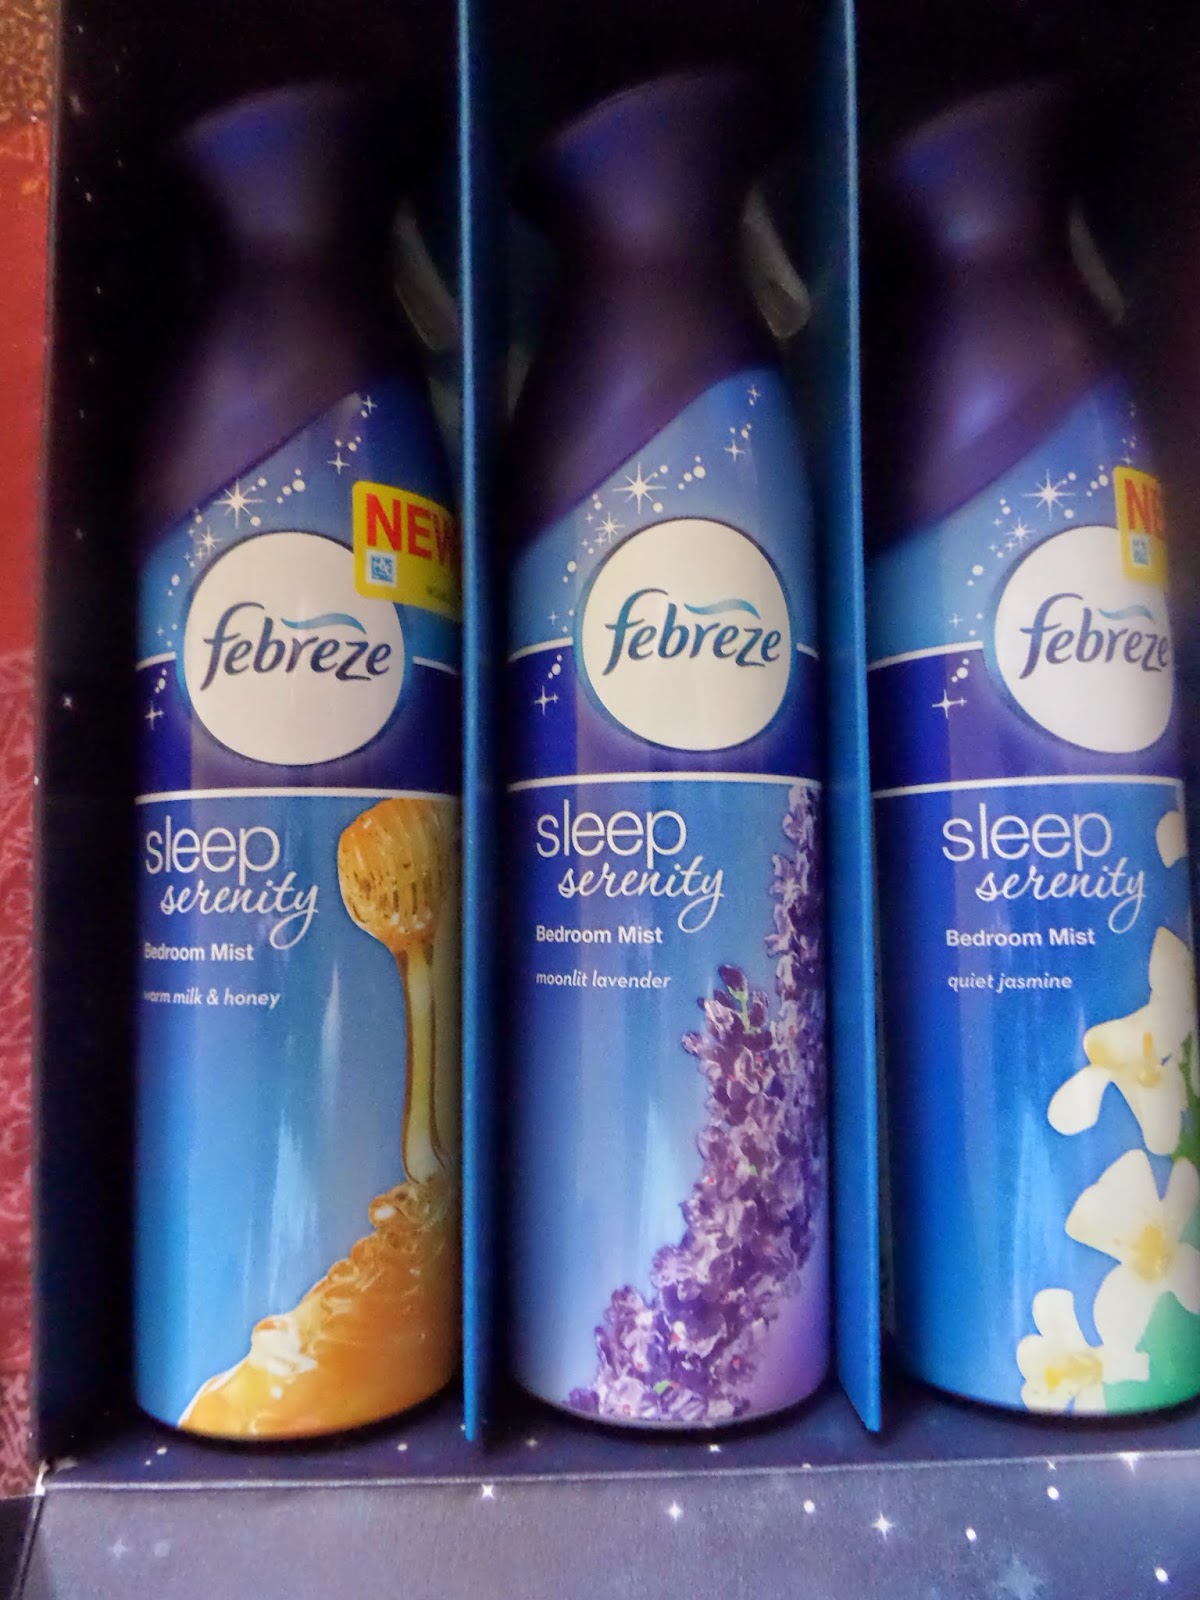 NEW
febreze
sleep
serenity
Bedroom Mist
warm milk & honey
febreze
sleep
serenity
Bedroom Mist
moonlit lavender
NE
febreze
sleep
serenity
Bedroom Mist
quiet jasmine